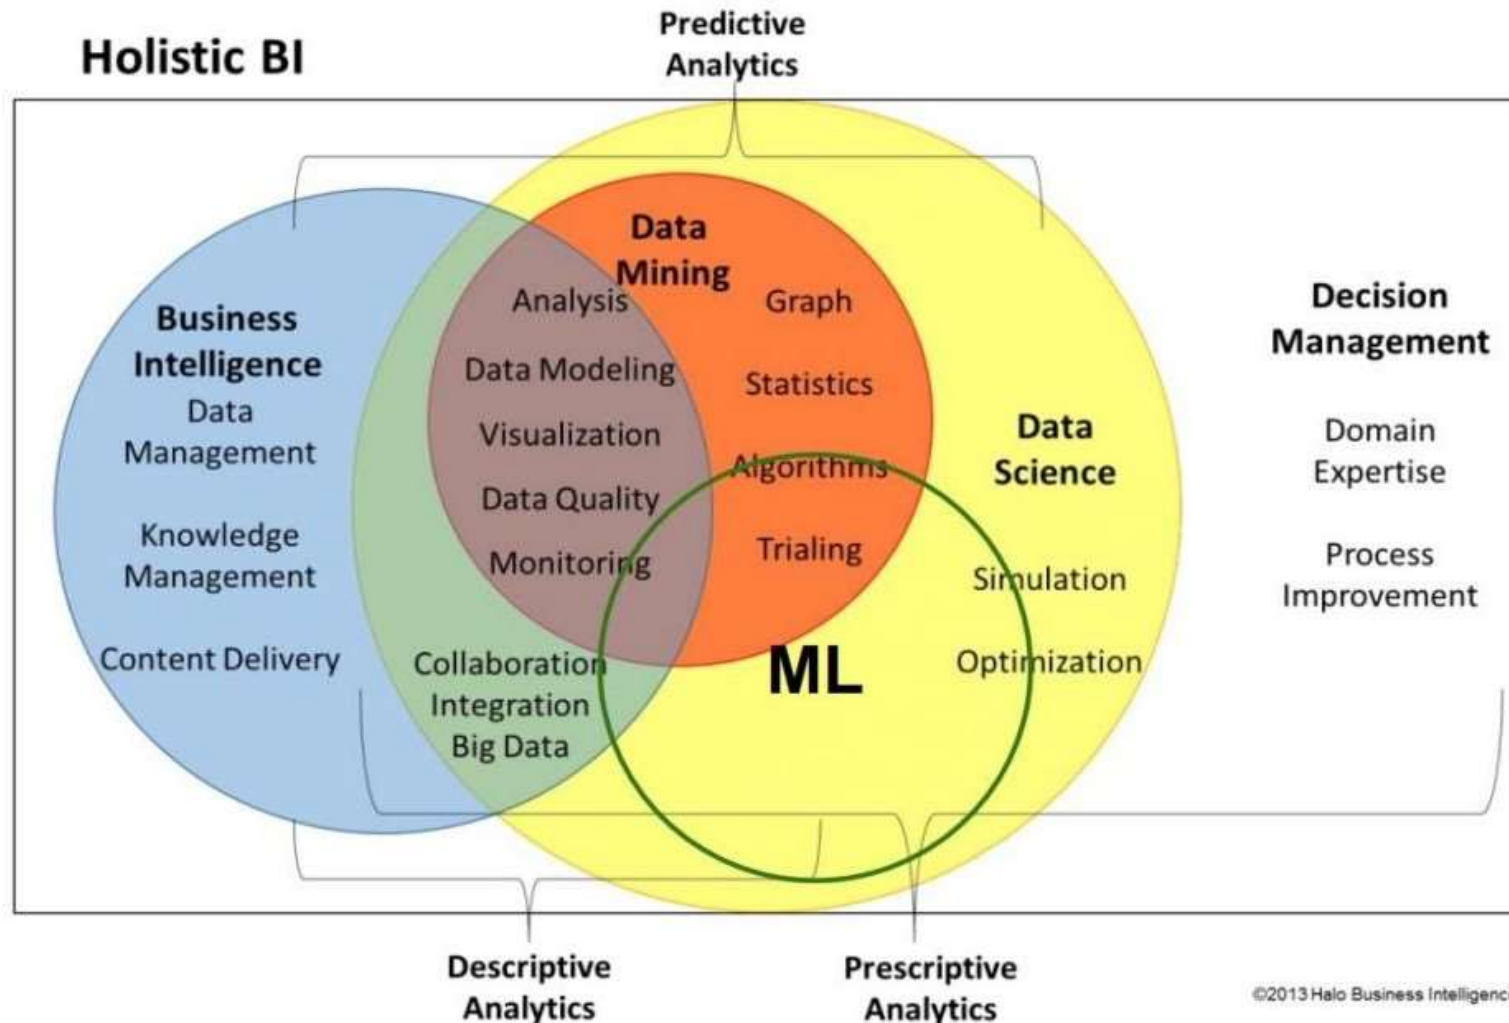 Holistic BI
Predictive
Analytics
Data
Mining
Business
Intelligence
Data
Management
Knowledge
Management
Content Delivery
Analysis
Data Modeling
Visualization
Data Quality
Monitoring
Collaboration
Integration
Big Data
Graph
Statistics
Algorithms
Trialing
ML
Data
Science
Simulation
Optimization
Decision
Management
Domain
Expertise
Process
Improvement
Descriptive
Analytics
Prescriptive
Analytics
©2013 Halo Business Intelligence